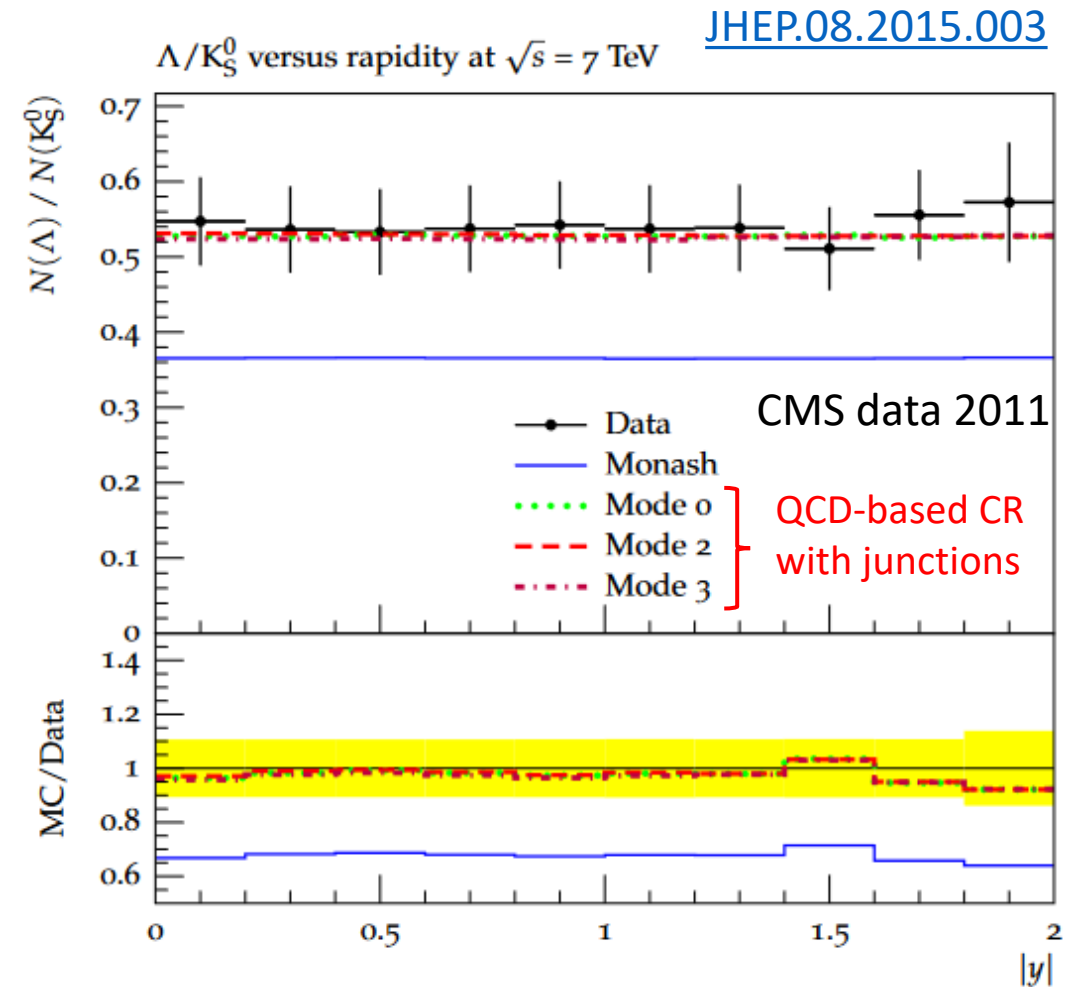 JHEP.08.2015.003
Λ/K⁰_S versus rapidity at √s = 7 TeV
N(Λ) / N(K⁰_S)
0.7
0.6
0.5
0.4
0.3
0.2
0.1
0
CMS data 2011
Data
Monash
Mode 0
Mode 2
Mode 3
QCD-based CR
with junctions
MC/Data
1.4
1.2
1
0.8
0.6
0 0.5 1 1.5 2
|y|